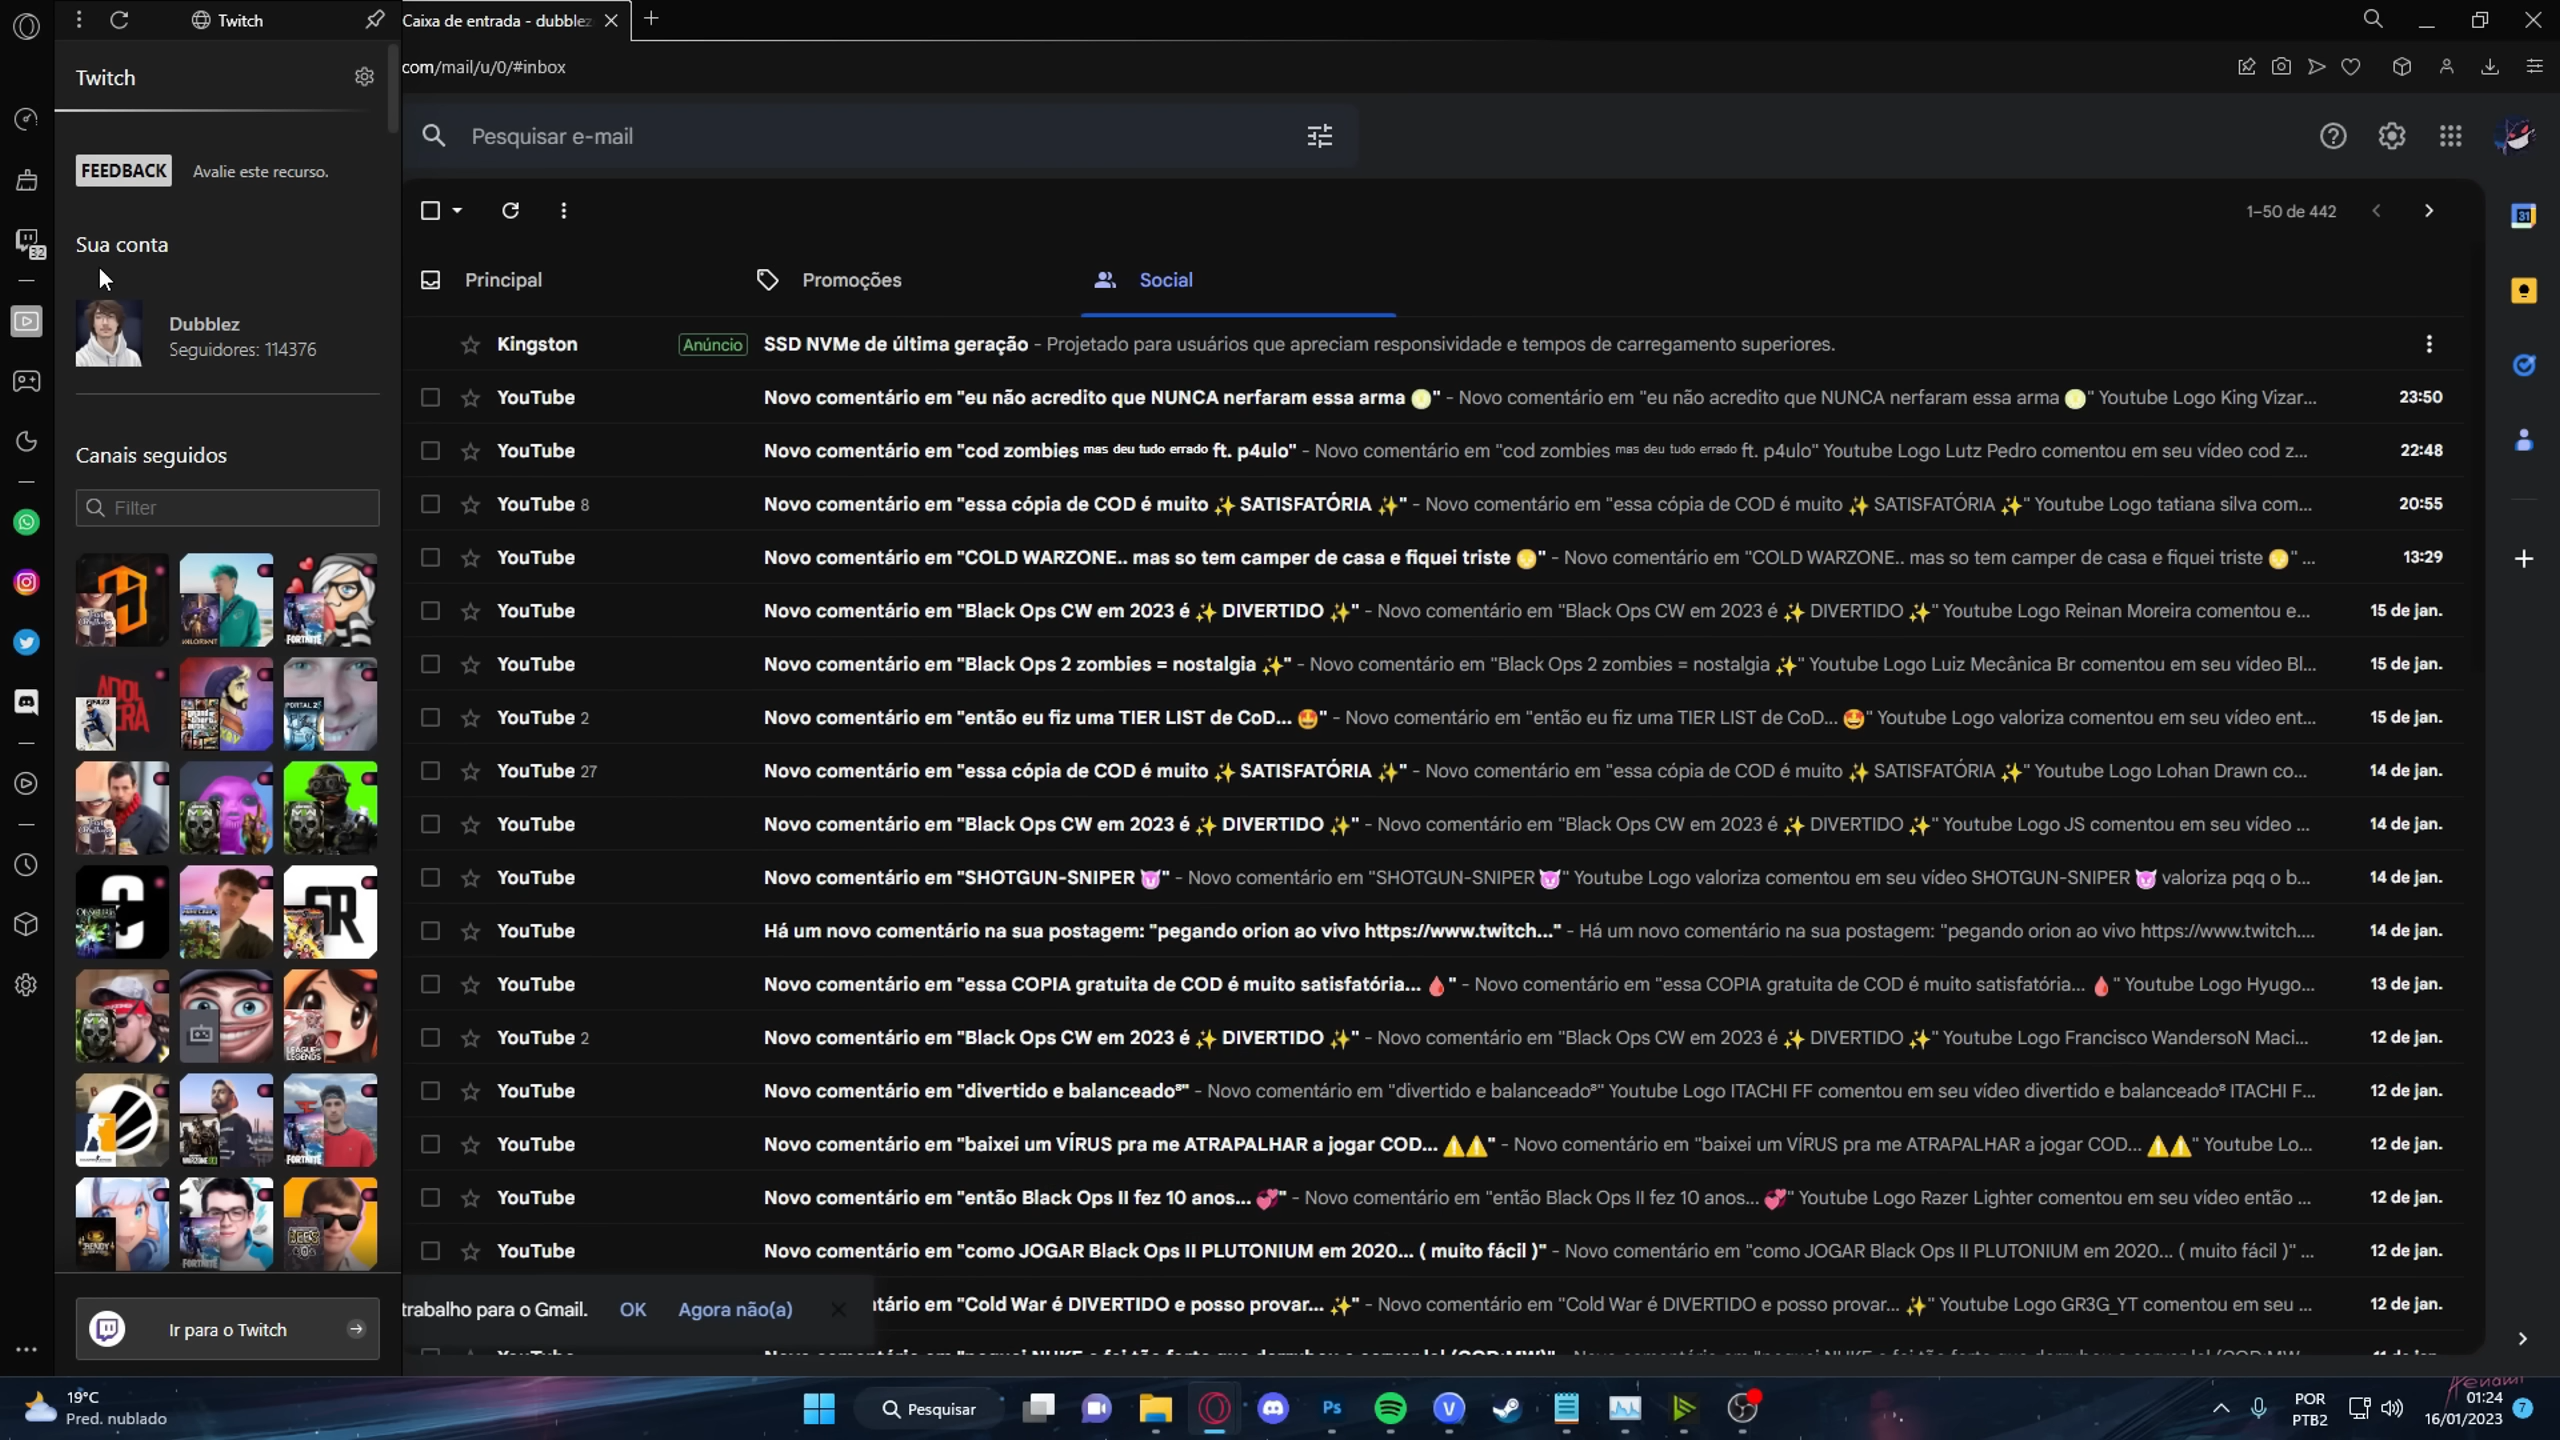 Twitch
Caixa de entrada - dubblez
com/mail/u/0/#inbox
Twitch
FEEDBACK Avalie este recurso.
Sua conta
Dubblez
Seguidores: 114376
Canais seguidos
Filter
VALORANT
FORTNITE
FIFA 23
PORTAL 2
LEAGUE of LEGENDS
FORTNITE
FORTNITE
Ir para o Twitch
32
Pesquisar e-mail
1–50 de 442
Principal Promoções Social
Kingston Anúncio SSD NVMe de última geração - Projetado para usuários que apreciam responsividade e tempos de carregamento superiores.
YouTube Novo comentário em "eu não acredito que NUNCA nerfaram essa arma 🌝" - Novo comentário em "eu não acredito que NUNCA nerfaram essa arma 🌝" Youtube Logo King Vizar... 23:50
YouTube Novo comentário em "cod zombies ᵐᵃˢ ᵈᵉᵘ ᵗᵘᵈᵒ ᵉʳʳᵃᵈᵒ ft. p4ulo" - Novo comentário em "cod zombies ᵐᵃˢ ᵈᵉᵘ ᵗᵘᵈᵒ ᵉʳʳᵃᵈᵒ ft. p4ulo" Youtube Logo Lutz Pedro comentou em seu vídeo cod z... 22:48
YouTube 8 Novo comentário em "essa cópia de COD é muito ✨ SATISFATÓRIA ✨" - Novo comentário em "essa cópia de COD é muito ✨ SATISFATÓRIA ✨" Youtube Logo tatiana silva com... 20:55
YouTube Novo comentário em "COLD WARZONE.. mas so tem camper de casa e fiquei triste 🌝" - Novo comentário em "COLD WARZONE.. mas so tem camper de casa e fiquei triste 🌝" ... 13:29
YouTube Novo comentário em "Black Ops CW em 2023 é ✨ DIVERTIDO ✨" - Novo comentário em "Black Ops CW em 2023 é ✨ DIVERTIDO ✨" Youtube Logo Reinan Moreira comentou e... 15 de jan.
YouTube Novo comentário em "Black Ops 2 zombies = nostalgia ✨" - Novo comentário em "Black Ops 2 zombies = nostalgia ✨" Youtube Logo Luiz Mecânica Br comentou em seu vídeo Bl... 15 de jan.
YouTube 2 Novo comentário em "então eu fiz uma TIER LIST de CoD... 🤩" - Novo comentário em "então eu fiz uma TIER LIST de CoD... 🤩" Youtube Logo valoriza comentou em seu vídeo ent... 15 de jan.
YouTube 27 Novo comentário em "essa cópia de COD é muito ✨ SATISFATÓRIA ✨" - Novo comentário em "essa cópia de COD é muito ✨ SATISFATÓRIA ✨" Youtube Logo Lohan Drawn co... 14 de jan.
YouTube Novo comentário em "Black Ops CW em 2023 é ✨ DIVERTIDO ✨" - Novo comentário em "Black Ops CW em 2023 é ✨ DIVERTIDO ✨" Youtube Logo JS comentou em seu vídeo ... 14 de jan.
YouTube Novo comentário em "SHOTGUN-SNIPER 😈" - Novo comentário em "SHOTGUN-SNIPER 😈" Youtube Logo valoriza comentou em seu vídeo SHOTGUN-SNIPER 😈 valoriza pqq o b... 14 de jan.
YouTube Há um novo comentário na sua postagem: "pegando orion ao vivo https://www.twitch..." - Há um novo comentário na sua postagem: "pegando orion ao vivo https://www.twitch.... 14 de jan.
YouTube Novo comentário em "essa COPIA gratuita de COD é muito satisfatória... 🩸" - Novo comentário em "essa COPIA gratuita de COD é muito satisfatória... 🩸" Youtube Logo Hyugo... 13 de jan.
YouTube 2 Novo comentário em "Black Ops CW em 2023 é ✨ DIVERTIDO ✨" - Novo comentário em "Black Ops CW em 2023 é ✨ DIVERTIDO ✨" Youtube Logo Francisco WandersoN Maci... 12 de jan.
YouTube Novo comentário em "divertido e balanceado⁸" - Novo comentário em "divertido e balanceado⁸" Youtube Logo ITACHI FF comentou em seu vídeo divertido e balanceado⁸ ITACHI F... 12 de jan.
YouTube Novo comentário em "baixei um VÍRUS pra me ATRAPALHAR a jogar COD... ⚠️⚠️" - Novo comentário em "baixei um VÍRUS pra me ATRAPALHAR a jogar COD... ⚠️⚠️" Youtube Lo... 12 de jan.
YouTube Novo comentário em "então Black Ops II fez 10 anos... 💞" - Novo comentário em "então Black Ops II fez 10 anos... 💞" Youtube Logo Razer Lighter comentou em seu vídeo então ... 12 de jan.
YouTube Novo comentário em "como JOGAR Black Ops II PLUTONIUM em 2020... ( muito fácil )" - Novo comentário em "como JOGAR Black Ops II PLUTONIUM em 2020... ( muito fácil )" ... 12 de jan.
trabalho para o Gmail. OK Agora não(a) tário em "Cold War é DIVERTIDO e posso provar... ✨" - Novo comentário em "Cold War é DIVERTIDO e posso provar... ✨" Youtube Logo GR3G_YT comentou em seu ... 12 de jan.
19°C
Pred. nublado
Pesquisar
Ps
POR
PTB2
01:24
16/01/2023
7